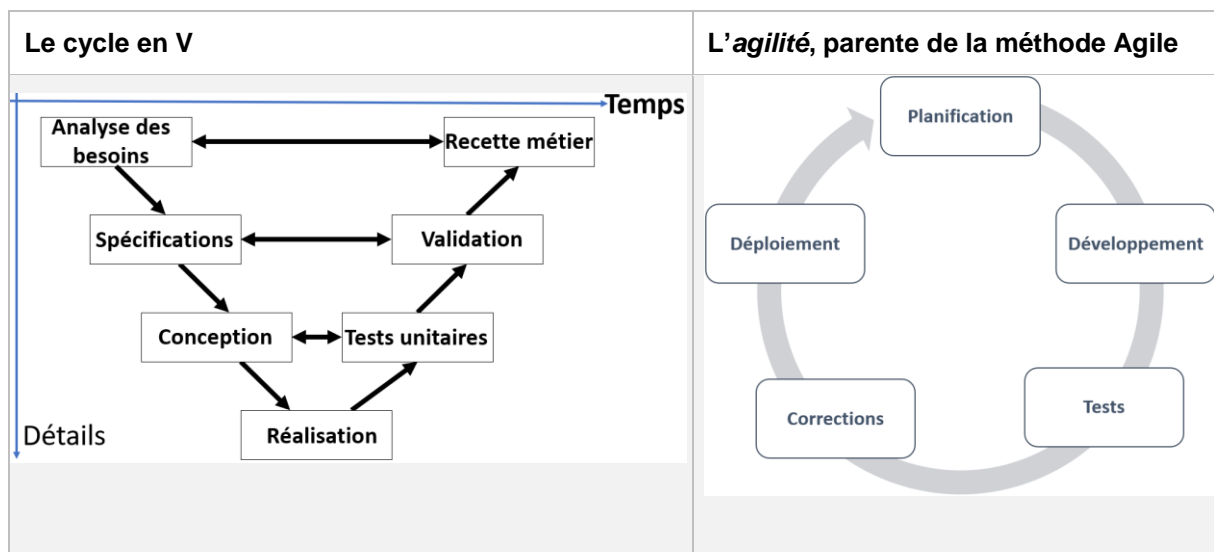 Le cycle en V
L'agilité, parente de la méthode Agile
Temps
Analyse des
besoins
Recette métier
Spécifications
Validation
Conception
Tests unitaires
Réalisation
Détails
Planification
Déploiement
Développement
Corrections
Tests